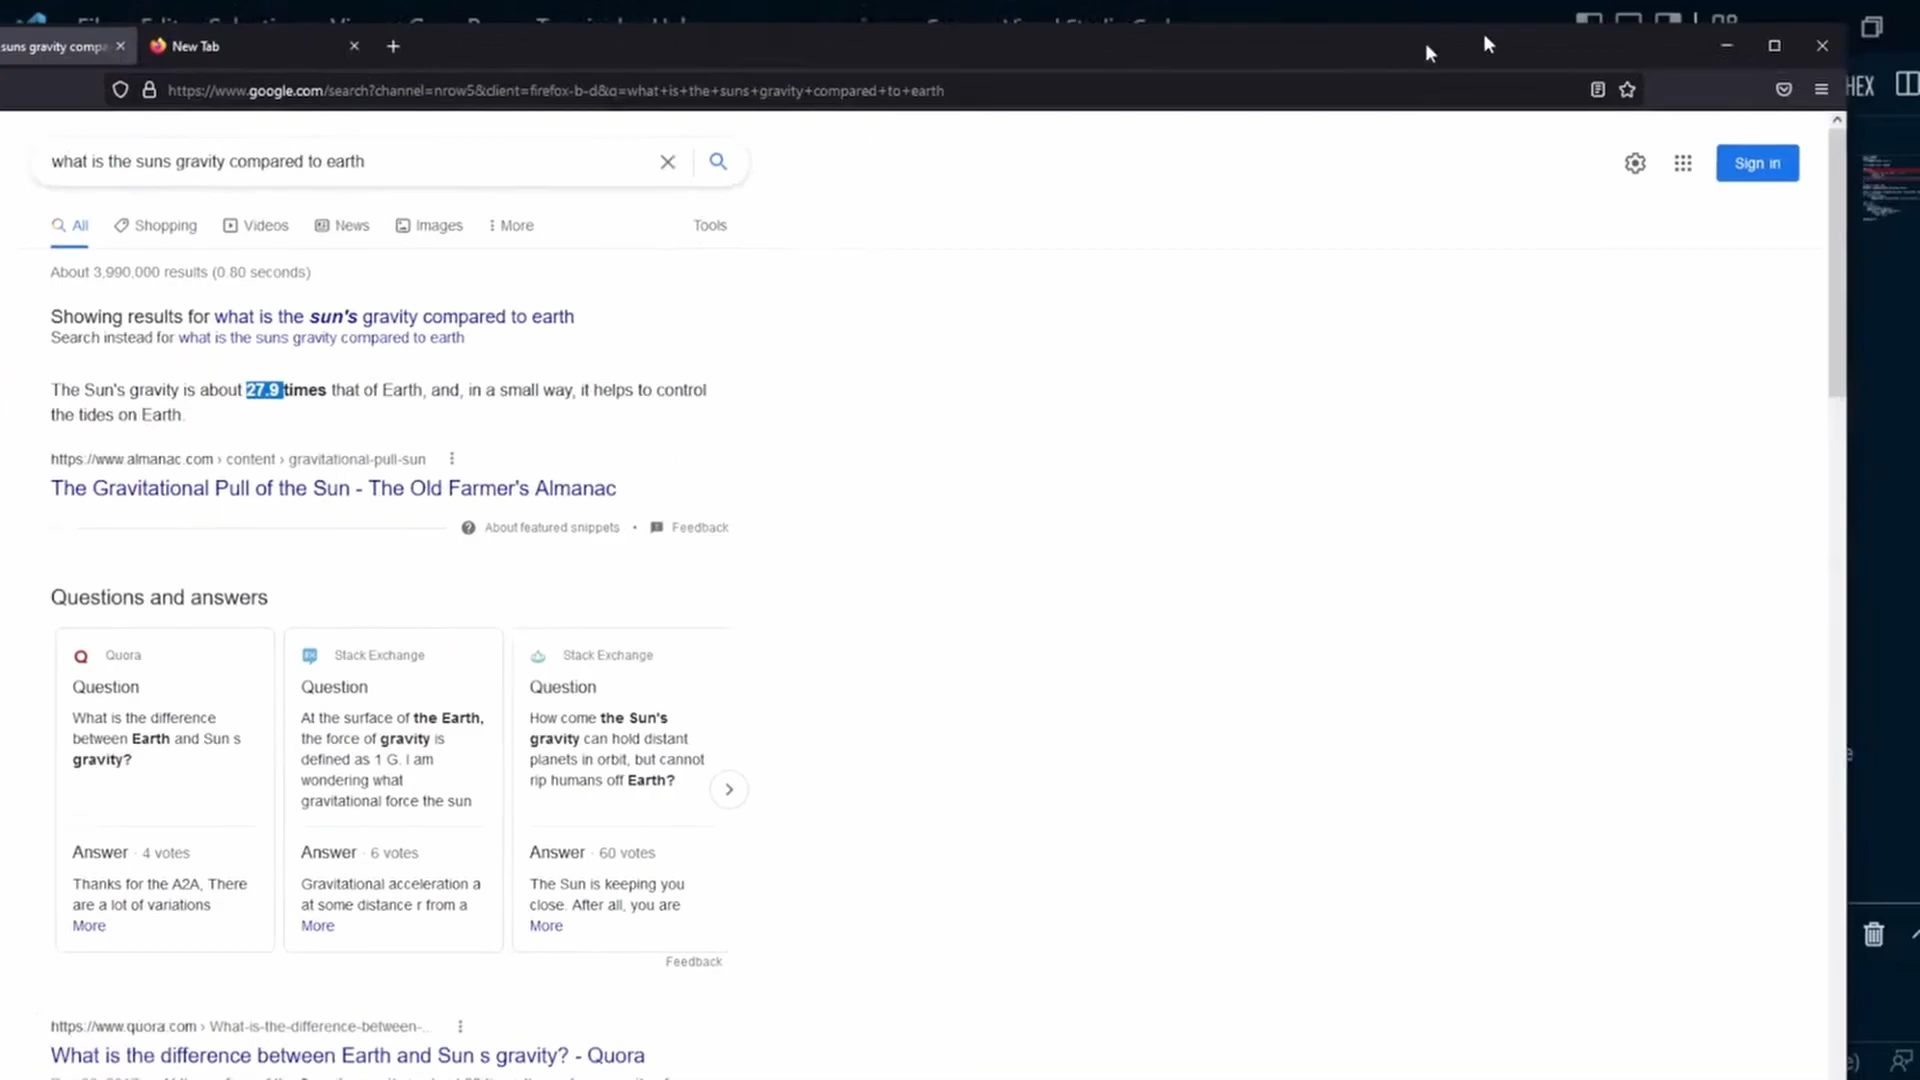 suns gravity compa
New Tab
https://www.google.com/search?channel=nrow5&client=firefox-b-d&q=what+is+the+suns+gravity+compared+to+earth
HEX
what is the suns gravity compared to earth
Sign in
All
Shopping
Videos
News
Images
More
Tools
About 3,990,000 results (0.80 seconds)
Showing results for what is the sun's gravity compared to earth
Search instead for what is the suns gravity compared to earth
The Sun's gravity is about 27.9 times that of Earth, and, in a small way, it helps to control
the tides on Earth.
https://www.almanac.com › content › gravitational-pull-sun
The Gravitational Pull of the Sun - The Old Farmer's Almanac
About featured snippets • Feedback
Questions and answers
Quora
Question
What is the difference
between Earth and Sun s
gravity?
Answer · 4 votes
Thanks for the A2A, There
are a lot of variations
More
Stack Exchange
Question
At the surface of the Earth,
the force of gravity is
defined as 1 G. I am
wondering what
gravitational force the sun
Answer · 6 votes
Gravitational acceleration a
at some distance r from a
More
Stack Exchange
Question
How come the Sun's
gravity can hold distant
planets in orbit, but cannot
rip humans off Earth?
Answer · 60 votes
The Sun is keeping you
close. After all, you are
More
Feedback
https://www.quora.com › What-is-the-difference-between-...
What is the difference between Earth and Sun s gravity? - Quora